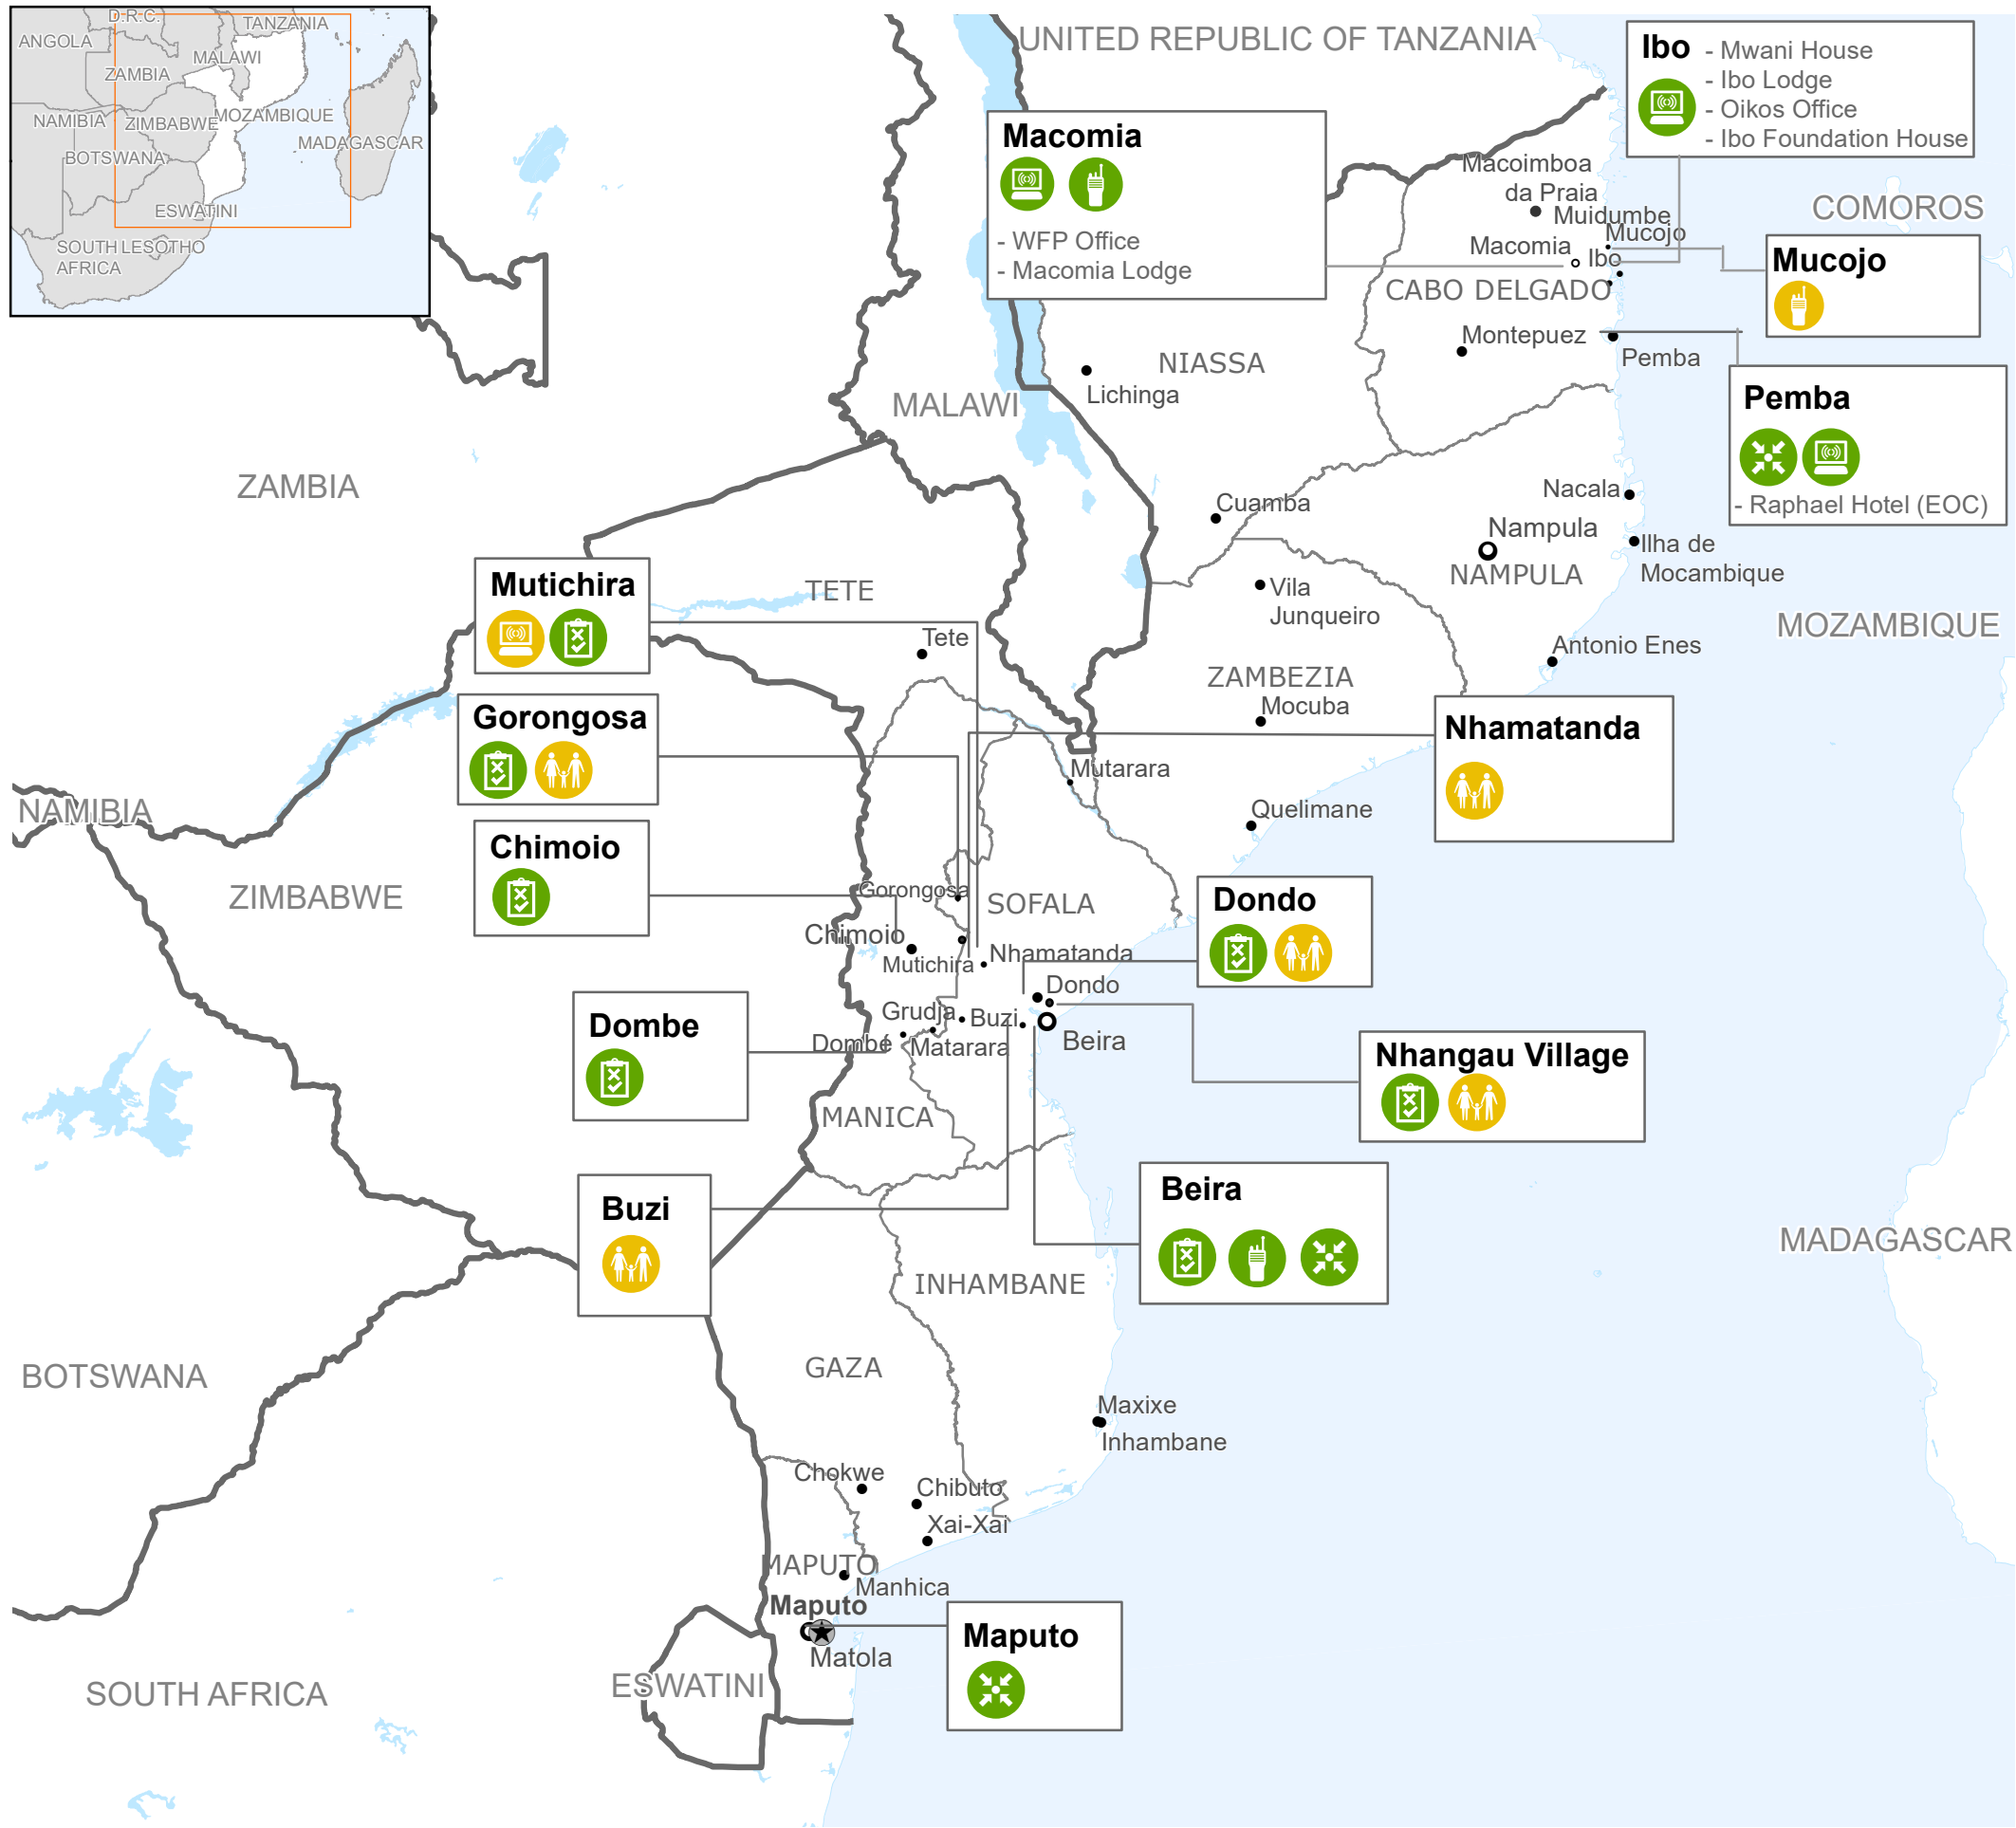 D.R.C.
TANZANIA
ANGOLA
MALAWI
ZAMBIA
MOZAMBIQUE
NAMIBIA
ZIMBABWE
MADAGASCAR
BOTSWANA
ESWATINI
SOUTH LESOTHO
AFRICA
UNITED REPUBLIC OF TANZANIA
Ibo
- Mwani House
- Ibo Lodge
- Oikos Office
- Ibo Foundation House
Macomia
- WFP Office
- Macomia Lodge
Macoimboa
da Praia
Muidumbe
Mucojo
Macomia
Ibo
COMOROS
Mucojo
CABO DELGADO
Montepuez
Pemba
NIASSA
Lichinga
MALAWI
Pemba
- Raphael Hotel (EOC)
ZAMBIA
Nacala
Cuamba
Nampula
Ilha de
Mocambique
NAMPULA
Mutichira
TETE
Tete
Vila
Junqueiro
MOZAMBIQUE
Antonio Enes
ZAMBEZIA
Mocuba
Gorongosa
Nhamatanda
Mutarara
NAMIBIA
Quelimane
Chimoio
ZIMBABWE
Gorongosa
SOFALA
Dondo
Chimoio
Nhamatanda
Mutichira
Dondo
Grudja
Buzi
Beira
Dombe
Dombé
Matarara
Nhangau Village
MANICA
Beira
Buzi
MADAGASCAR
INHAMBANE
BOTSWANA
GAZA
Maxixe
Inhambane
Chokwe
Chibuto
Xai-Xai
MAPUTO
Manhica
Maputo
Matola
Maputo
ESWATINI
SOUTH AFRICA